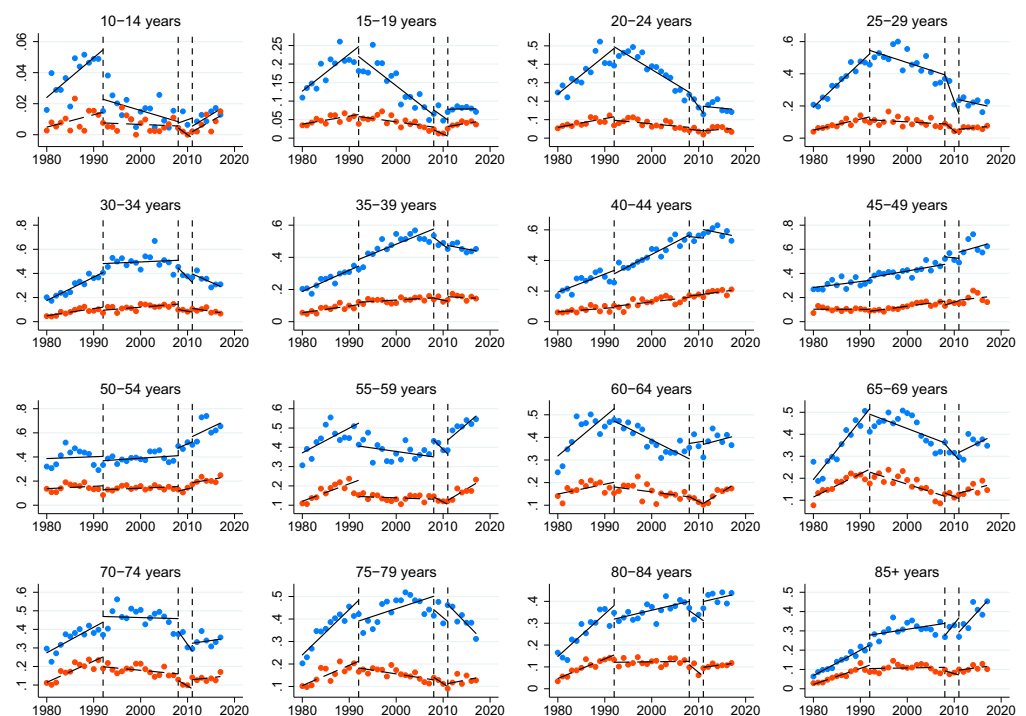 10−14 years
15−19 years
20−24 years
25−29 years
0 .02 .04 .06
0 .05 .1 .15 .2 .25
0 .1 .2 .3 .4 .5
0 .2 .4 .6
1980 1990 2000 2010 2020
1980 1990 2000 2010 2020
1980 1990 2000 2010 2020
1980 1990 2000 2010 2020
30−34 years
35−39 years
40−44 years
45−49 years
0 .2 .4 .6 .8
0 .2 .4 .6
0 .2 .4 .6
0 .2 .4 .6 .8
1980 1990 2000 2010 2020
1980 1990 2000 2010 2020
1980 1990 2000 2010 2020
1980 1990 2000 2010 2020
50−54 years
55−59 years
60−64 years
65−69 years
0 .2 .4 .6 .8
.1 .2 .3 .4 .5 .6
.1 .2 .3 .4 .5
.1 .2 .3 .4 .5
1980 1990 2000 2010 2020
1980 1990 2000 2010 2020
1980 1990 2000 2010 2020
1980 1990 2000 2010 2020
70−74 years
75−79 years
80−84 years
85+ years
.1 .2 .3 .4 .5 .6
.1 .2 .3 .4 .5
0 .1 .2 .3 .4
0 .1 .2 .3 .4 .5
1980 1990 2000 2010 2020
1980 1990 2000 2010 2020
1980 1990 2000 2010 2020
1980 1990 2000 2010 2020